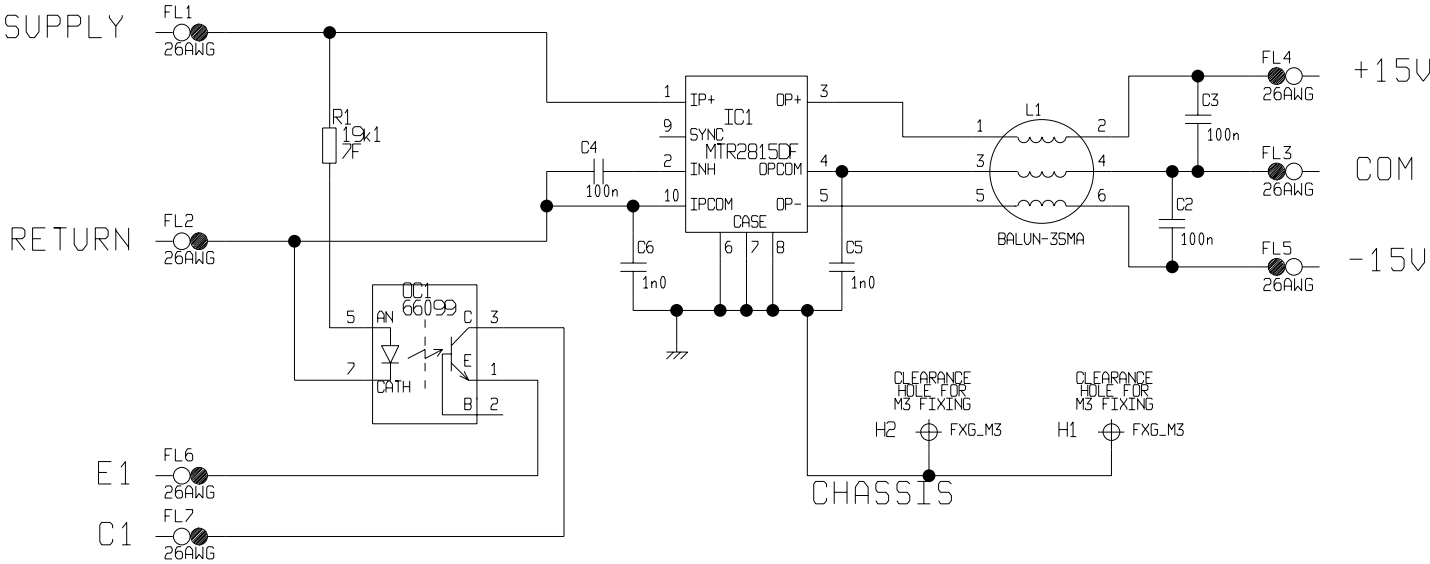 SUPPLY
FL1
26AWG
R1
19k1
7F
RETURN
FL2
26AWG
C4
100n
C6
1n0
1
9
2
10
IP+
SYNC
INH
IPCOM
IC1
MTR2815DF
OP+
OPCOM
OP-
CASE
3
4
5
6
7
8
C5
1n0
L1
1
3
5
2
4
6
BALUN-3SMA
C3
100n
C2
100n
FL4
26AWG
+15V
FL3
26AWG
COM
FL5
26AWG
-15V
OC1
66099
5
AN
7
CATH
C
3
E
1
B
2
E1
FL6
26AWG
C1
FL7
26AWG
CLEARANCE
HOLE FOR
M3 FIXING
H2
FXG_M3
CLEARANCE
HOLE FOR
M3 FIXING
H1
FXG_M3
CHASSIS